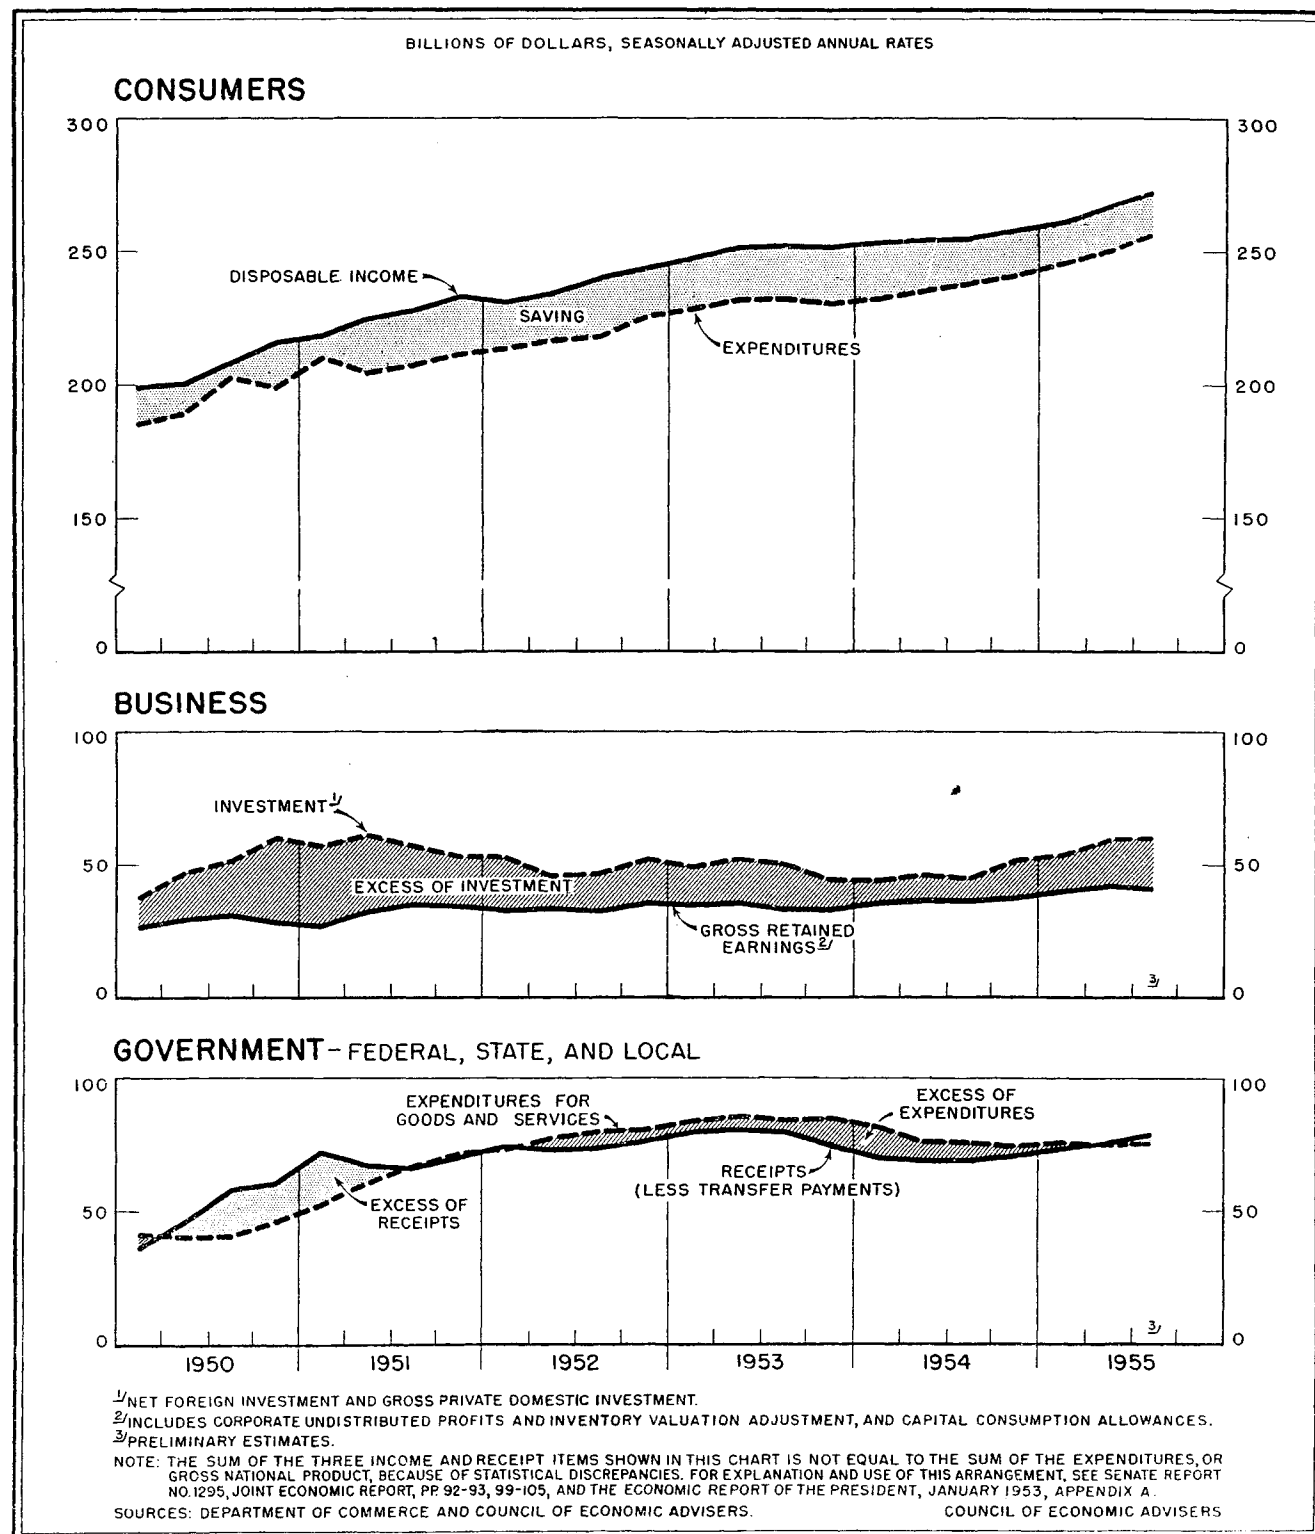 BILLIONS OF DOLLARS, SEASONALLY ADJUSTED ANNUAL RATES
CONSUMERS
300 300
250 250
DISPOSABLE INCOME
SAVING
EXPENDITURES
200 200
150 150
0 0
BUSINESS
100 100
INVESTMENT 1/
50 50
EXCESS OF INVESTMENT
GROSS RETAINED
EARNINGS 2/
3/
0 0
GOVERNMENT - FEDERAL, STATE, AND LOCAL
100 100
EXPENDITURES FOR
GOODS AND SERVICES
EXCESS OF
EXPENDITURES
RECEIPTS
(LESS TRANSFER PAYMENTS)
EXCESS OF
RECEIPTS
50 50
3/
0 0
1950 1951 1952 1953 1954 1955
1/ NET FOREIGN INVESTMENT AND GROSS PRIVATE DOMESTIC INVESTMENT.
2/ INCLUDES CORPORATE UNDISTRIBUTED PROFITS AND INVENTORY VALUATION ADJUSTMENT, AND CAPITAL CONSUMPTION ALLOWANCES.
3/ PRELIMINARY ESTIMATES.
NOTE: THE SUM OF THE THREE INCOME AND RECEIPT ITEMS SHOWN IN THIS CHART IS NOT EQUAL TO THE SUM OF THE EXPENDITURES, OR
GROSS NATIONAL PRODUCT, BECAUSE OF STATISTICAL DISCREPANCIES. FOR EXPLANATION AND USE OF THIS ARRANGEMENT, SEE SENATE REPORT
NO. 1295, JOINT ECONOMIC REPORT, PP. 92-93, 99-105, AND THE ECONOMIC REPORT OF THE PRESIDENT, JANUARY 1953, APPENDIX A.
SOURCES: DEPARTMENT OF COMMERCE AND COUNCIL OF ECONOMIC ADVISERS. COUNCIL OF ECONOMIC ADVISERS